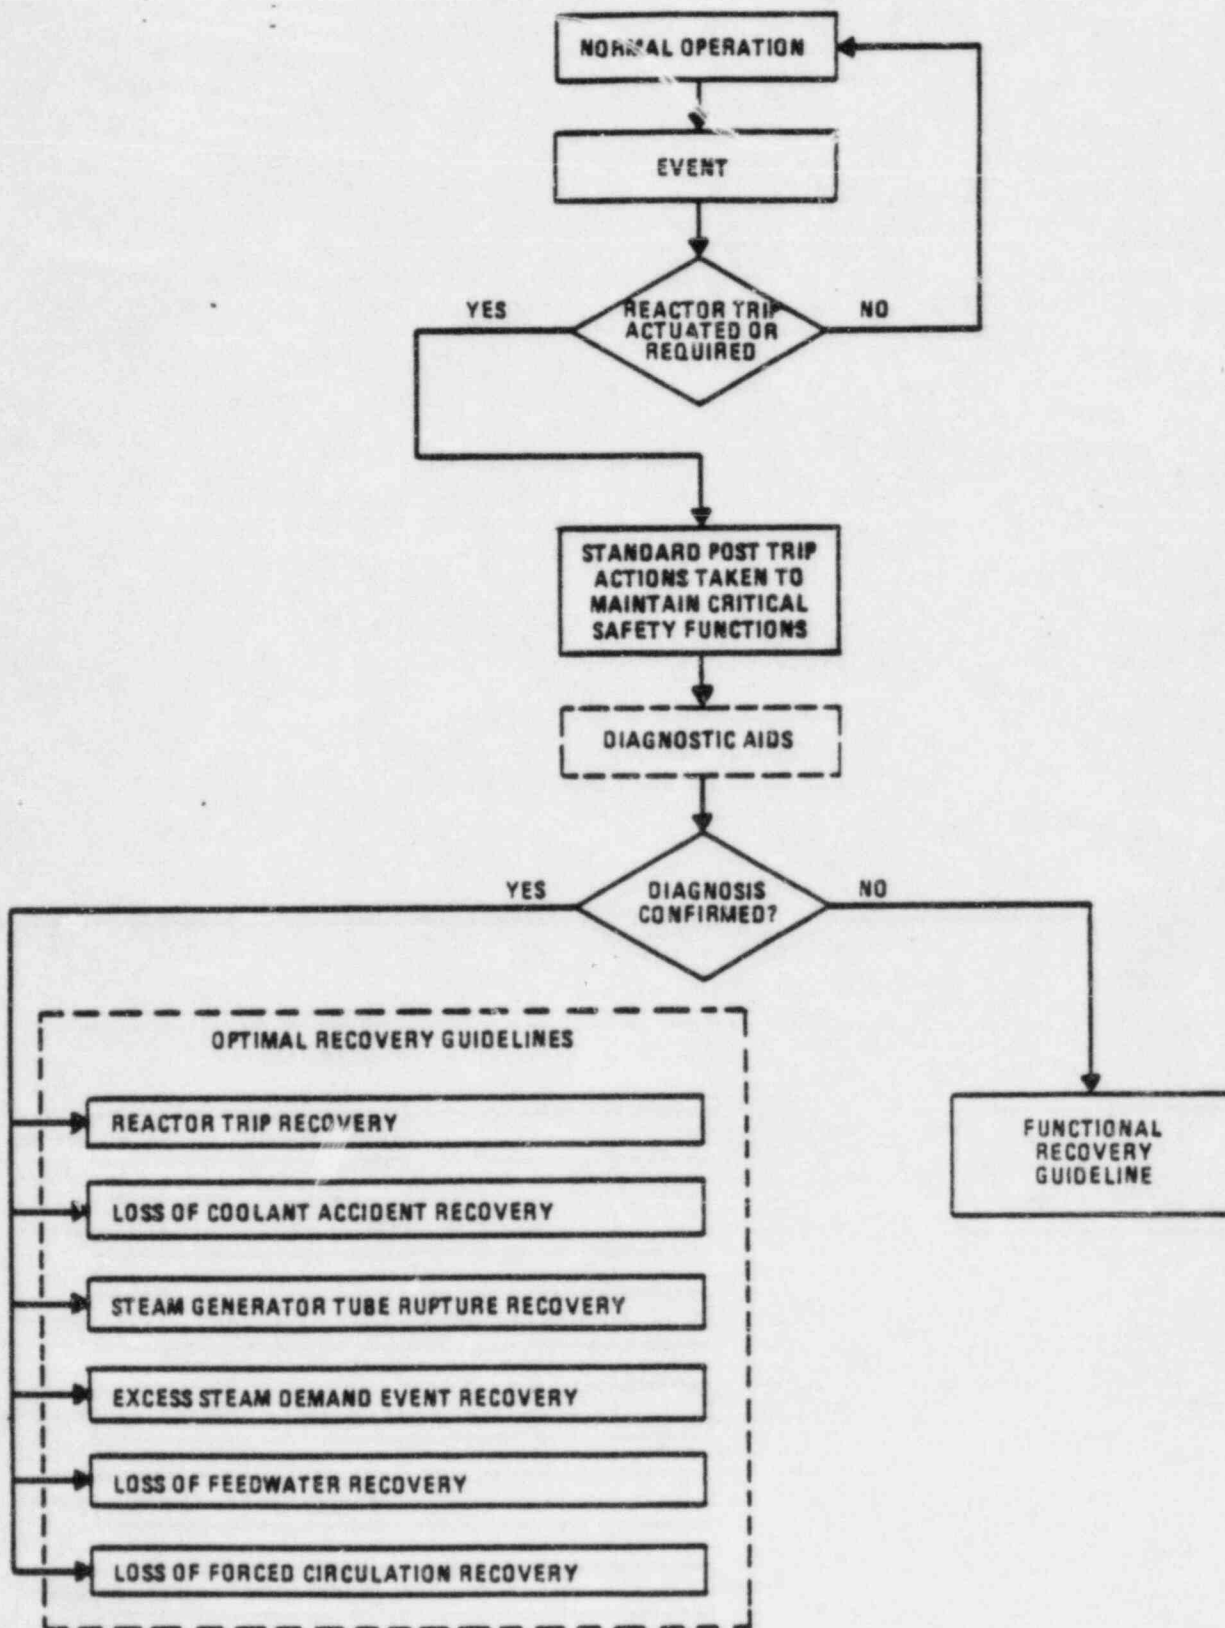 NORMAL OPERATION
EVENT
YES
REACTOR TRIP
ACTUATED OR
REQUIRED
NO
STANDARD POST TRIP
ACTIONS TAKEN TO
MAINTAIN CRITICAL
SAFETY FUNCTIONS
DIAGNOSTIC AIDS
YES
DIAGNOSIS
CONFIRMED?
NO
OPTIMAL RECOVERY GUIDELINES
REACTOR TRIP RECOVERY
LOSS OF COOLANT ACCIDENT RECOVERY
STEAM GENERATOR TUBE RUPTURE RECOVERY
EXCESS STEAM DEMAND EVENT RECOVERY
LOSS OF FEEDWATER RECOVERY
LOSS OF FORCED CIRCULATION RECOVERY
FUNCTIONAL
RECOVERY
GUIDELINE